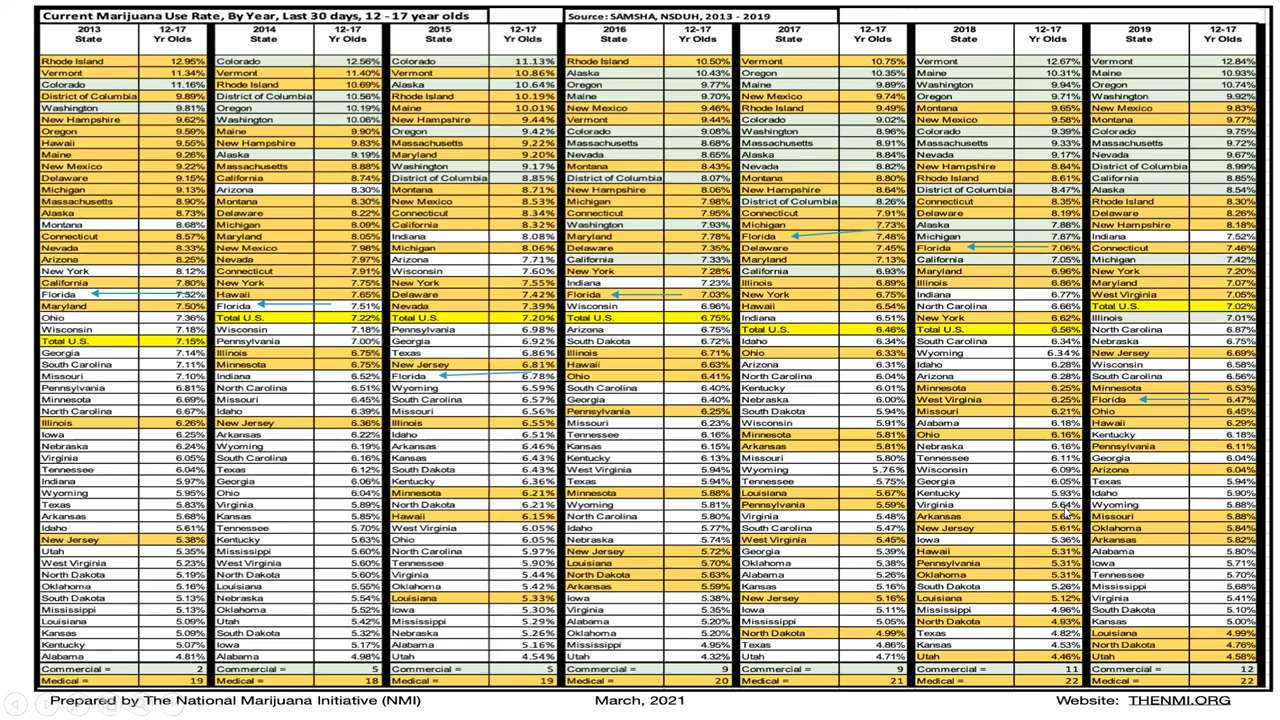 Current Marijuana Use Rate, By Year, Last 30 days, 12 - 17 year olds Source: SAMSHA, NSDUH, 2013 - 2019
2013 12-17 2014 12-17 2015 12-17 2016 12-17 2017 12-17 2018 12-17 2019 12-17
State Yr Olds State Yr Olds State Yr Olds State Yr Olds State Yr Olds State Yr Olds State Yr Olds
Rhode Island 12.95% Colorado 12.56% Colorado 11.13% Rhode Island 10.50% Vermont 10.75% Vermont 12.67% Vermont 12.84%
Vermont 11.34% Vermont 11.40% Vermont 10.86% Alaska 10.43% Oregon 10.35% Maine 10.31% Maine 10.93%
Colorado 11.16% Rhode Island 10.69% Alaska 10.64% Oregon 9.77% Maine 9.89% Washington 9.94% Oregon 10.74%
District of Columbia 9.89% District of Columbia 10.56% Rhode Island 10.19% Maine 9.70% New Mexico 9.74% Oregon 9.71% Washington 9.92%
Washington 9.81% Oregon 10.19% Maine 10.01% New Mexico 9.46% Rhode Island 9.49% Montana 9.65% New Mexico 9.83%
New Hampshire 9.62% Washington 10.06% New Hampshire 9.44% Vermont 9.44% Colorado 9.02% New Mexico 9.58% Montana 9.77%
Oregon 9.59% Maine 9.90% Oregon 9.42% Colorado 9.08% Washington 8.96% Colorado 9.39% Colorado 9.75%
Hawaii 9.55% New Hampshire 9.83% Massachusetts 9.22% Massachusetts 8.68% Massachusetts 8.91% Massachusetts 9.33% Massachusetts 9.72%
Maine 9.26% Alaska 9.19% Maryland 9.20% Nevada 8.65% Alaska 8.84% Nevada 9.17% Nevada 9.67%
New Mexico 9.22% Massachusetts 8.88% Washington 9.17% Montana 8.43% Nevada 8.82% New Hampshire 8.84% District of Columbia 8.99%
Delaware 9.15% California 8.74% District of Columbia 8.85% District of Columbia 8.07% Montana 8.80% Rhode Island 8.61% California 8.85%
Michigan 9.13% Arizona 8.30% Montana 8.71% New Hampshire 8.06% New Hampshire 8.64% District of Columbia 8.47% Alaska 8.54%
Massachusetts 8.90% Montana 8.30% New Mexico 8.53% Michigan 7.98% District of Columbia 8.26% Connecticut 8.35% Rhode Island 8.30%
Alaska 8.73% Delaware 8.22% Connecticut 8.34% Connecticut 7.95% Connecticut 7.91% Delaware 8.19% Delaware 8.26%
Montana 8.68% Michigan 8.09% California 8.32% Washington 7.93% Michigan 7.73% Alaska 7.88% New Hampshire 8.18%
Connecticut 8.57% Maryland 8.05% Indiana 8.08% Maryland 7.78% Florida 7.48% Michigan 7.87% Indiana 7.52%
Nevada 8.33% New Mexico 7.98% Michigan 8.06% Delaware 7.35% Delaware 7.45% Florida 7.06% Connecticut 7.46%
Arizona 8.25% Nevada 7.97% Arizona 7.71% California 7.33% Maryland 7.13% California 7.05% Michigan 7.42%
New York 8.12% Connecticut 7.91% Wisconsin 7.60% New York 7.28% California 6.93% Maryland 6.96% New York 7.20%
California 7.80% New York 7.75% New York 7.55% Indiana 7.23% Illinois 6.89% Illinois 6.86% Maryland 7.07%
Florida 7.52% Hawaii 7.65% Delaware 7.42% Florida 7.03% New York 6.75% Indiana 6.77% West Virginia 7.05%
Maryland 7.50% Florida 7.51% Nevada 7.39% Wisconsin 6.96% Hawaii 6.54% North Carolina 6.66% Total U.S. 7.02%
Ohio 7.36% Total U.S. 7.22% Total U.S. 7.20% Total U.S. 6.75% Indiana 6.51% New York 6.62% Illinois 7.01%
Wisconsin 7.18% Wisconsin 7.18% Pennsylvania 6.98% Arizona 6.75% Total U.S. 6.46% Total U.S. 6.56% North Carolina 6.87%
Total U.S. 7.15% Pennsylvania 7.00% Georgia 6.92% South Dakota 6.72% Idaho 6.34% South Carolina 6.34% Nebraska 6.75%
Georgia 7.14% Illinois 6.75% Texas 6.86% Illinois 6.71% Ohio 6.33% Wyoming 6.34% New Jersey 6.69%
South Carolina 7.11% Minnesota 6.75% New Jersey 6.81% Hawaii 6.63% Arizona 6.31% Idaho 6.28% Wisconsin 6.58%
Missouri 7.10% Indiana 6.52% Florida 6.78% Ohio 6.41% North Carolina 6.04% Arizona 6.28% South Carolina 6.56%
Pennsylvania 6.81% North Carolina 6.51% Wyoming 6.59% South Carolina 6.40% Kentucky 6.01% Minnesota 6.25% Minnesota 6.53%
Minnesota 6.69% Missouri 6.45% South Carolina 6.57% Georgia 6.40% Nebraska 6.00% West Virginia 6.25% Florida 6.47%
North Carolina 6.67% Idaho 6.39% Missouri 6.56% Pennsylvania 6.25% South Dakota 5.93% Missouri 6.21% Ohio 6.45%
Illinois 6.26% New Jersey 6.36% Illinois 6.55% Missouri 6.23% Wisconsin 5.91% Alabama 6.18% Hawaii 6.29%
Iowa 6.25% Arkansas 6.22% Idaho 6.51% Tennessee 6.16% Minnesota 5.81% Ohio 6.16% Kentucky 6.18%
Nebraska 6.24% Wyoming 6.19% Arkansas 6.46% Texas 6.15% Arkansas 5.81% Nebraska 6.16% Pennsylvania 6.11%
Virginia 6.05% South Carolina 6.16% Kansas 6.43% Kentucky 6.13% Missouri 5.80% Tennessee 6.11% Georgia 6.04%
Tennessee 6.04% Texas 6.12% South Dakota 6.43% West Virginia 5.94% Wyoming 5.76% Wisconsin 6.09% Arizona 6.04%
Indiana 5.97% Georgia 6.06% Kentucky 6.36% Texas 5.94% Tennessee 5.75% Georgia 6.05% Texas 5.94%
Wyoming 5.95% Ohio 6.04% Minnesota 6.21% Minnesota 5.88% Louisiana 5.67% Kentucky 5.93% Idaho 5.90%
Texas 5.83% Virginia 5.89% North Dakota 6.21% Wyoming 5.81% Pennsylvania 5.59% Virginia 5.64% Wyoming 5.88%
Arkansas 5.68% Kansas 5.85% Hawaii 6.15% North Carolina 5.80% Virginia 5.48% Arkansas 5.62% Missouri 5.88%
Idaho 5.61% Tennessee 5.70% West Virginia 6.05% Idaho 5.77% South Carolina 5.47% New Jersey 5.61% Oklahoma 5.84%
New Jersey 5.38% Kentucky 5.63% Ohio 6.05% Nebraska 5.74% West Virginia 5.45% Iowa 5.36% Arkansas 5.82%
Utah 5.35% Mississippi 5.60% North Carolina 5.97% New Jersey 5.72% Georgia 5.39% Hawaii 5.31% Alabama 5.80%
West Virginia 5.23% West Virginia 5.60% Tennessee 5.90% Louisiana 5.70% Oklahoma 5.38% Pennsylvania 5.31% Iowa 5.71%
North Dakota 5.19% North Dakota 5.60% Virginia 5.44% North Dakota 5.63% Alabama 5.26% Oklahoma 5.31% Tennessee 5.70%
Oklahoma 5.16% Louisiana 5.55% Oklahoma 5.42% Arkansas 5.59% Kansas 5.16% South Dakota 5.26% Mississippi 5.68%
South Dakota 5.13% Nebraska 5.54% Louisiana 5.33% Iowa 5.38% New Jersey 5.16% Louisiana 5.12% Virginia 5.41%
Mississippi 5.13% Oklahoma 5.52% Iowa 5.30% Virginia 5.35% Iowa 5.11% Mississippi 4.96% South Dakota 5.10%
Louisiana 5.09% Utah 5.42% Mississippi 5.29% Alabama 5.20% Mississippi 5.05% North Dakota 4.93% Kansas 5.00%
Kansas 5.09% South Dakota 5.32% Nebraska 5.26% Oklahoma 5.20% North Dakota 4.99% Texas 4.82% Louisiana 4.99%
Kentucky 5.07% Iowa 5.17% Alabama 5.16% Mississippi 4.95% Texas 4.86% Kansas 4.53% North Dakota 4.76%
Alabama 4.81% Alabama 4.98% Utah 4.54% Utah 4.32% Utah 4.71% Utah 4.46% Utah 4.58%
Commercial = 2 Commercial = 5 Commercial = 5 Commercial = 9 Commercial = 9 Commercial = 11 Commercial = 12
Medical = 19 Medical = 18 Medical = 19 Medical = 20 Medical = 21 Medical = 22 Medical = 22
Prepared by The National Marijuana Initiative (NMI) March, 2021 Website: THENMI.ORG